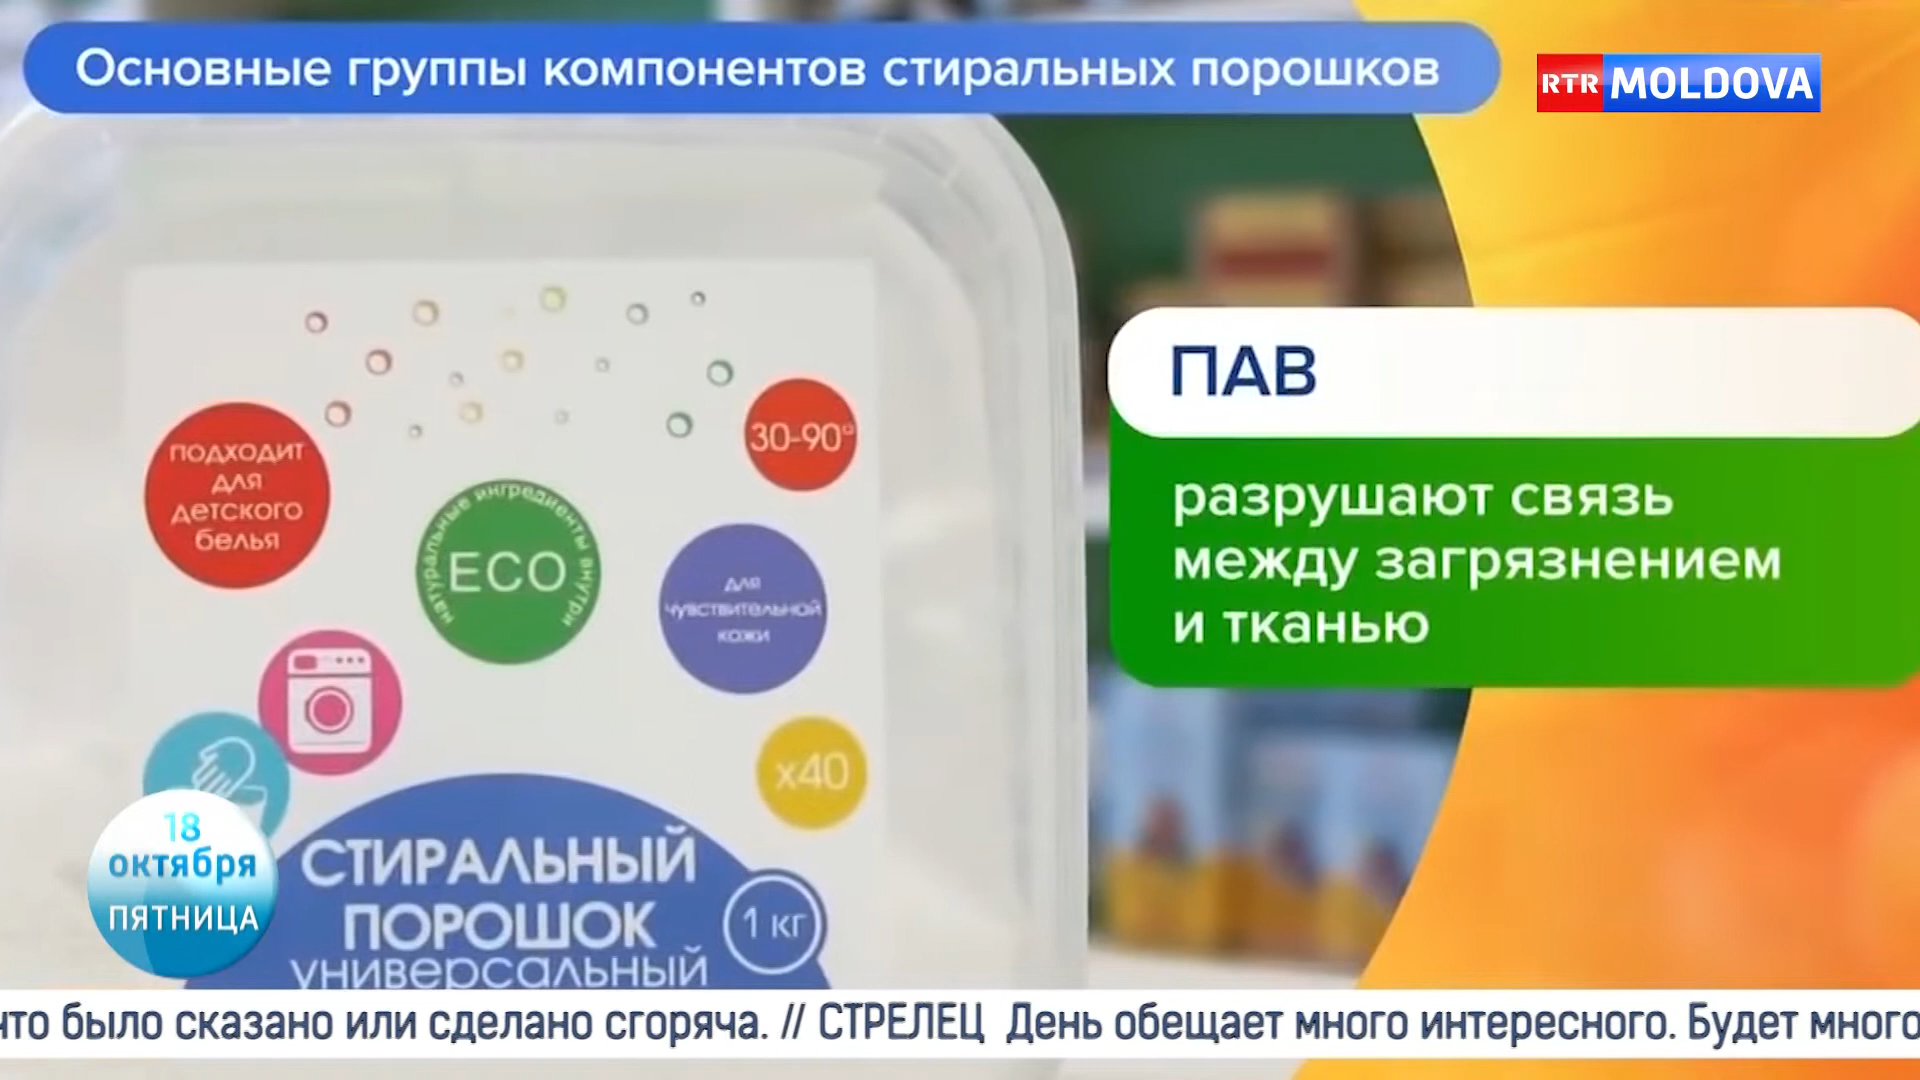 Основные группы компонентов стиральных порошков
RTR MOLDOVA
ПАВ
разрушают связь
между загрязнением
и тканью
подходит
для
детского
белья
30-90°
натуральные ингредиенты внутри
ECO
для
чувствительной
кожи
x40
СТИРАЛЬНЫЙ
ПОРОШОК
универсальный
1 кг
18
октября
ПЯТНИЦА
что было сказано или сделано сгоряча. // СТРЕЛЕЦ День обещает много интересного. Будет много